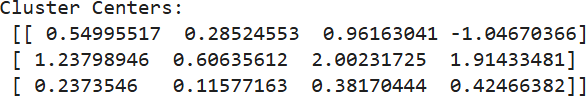 Cluster Centers:
[[ 0.54995517 0.28524553 0.96163041 -1.04670366]
[ 1.23798946 0.60635612 2.00231725 1.91433481]
[ 0.2373546 0.11577163 0.38170444 0.42466382]]